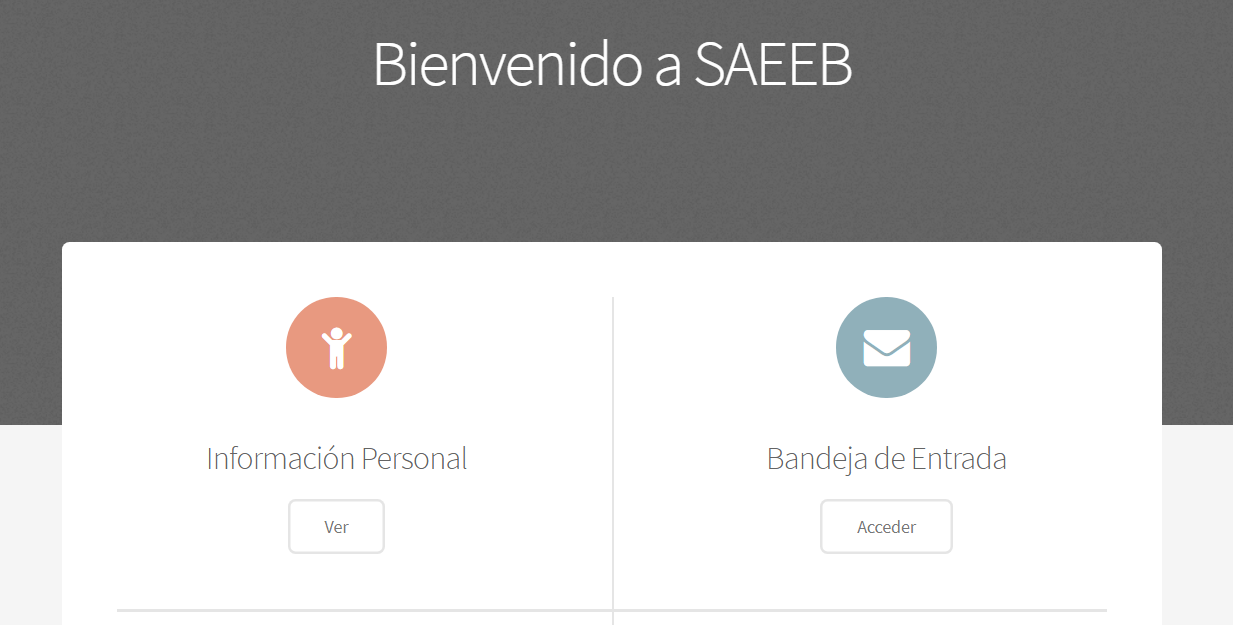 Bienvenido a SAEEB
Información Personal
Bandeja de Entrada
Ver
Acceder